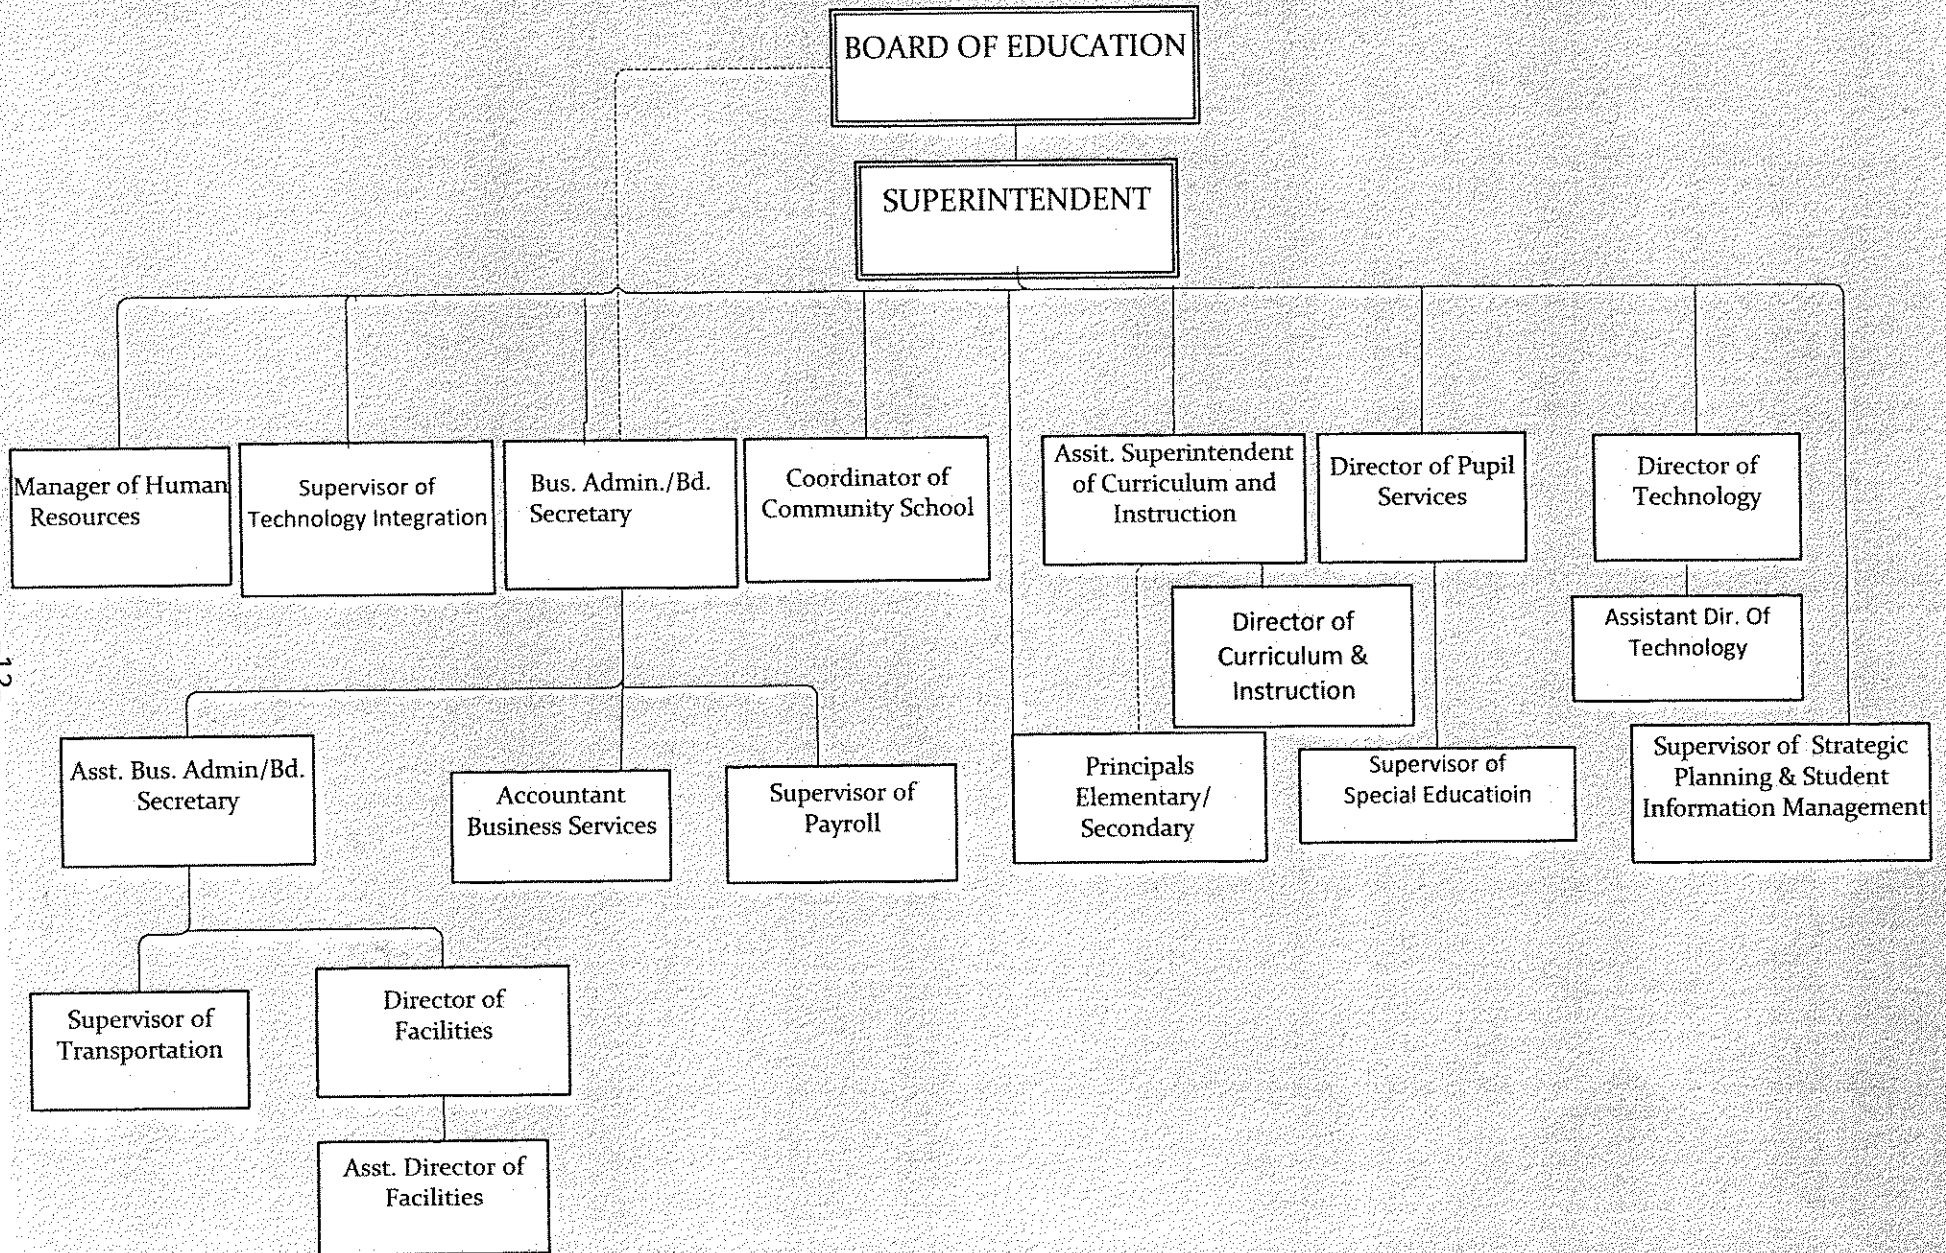 BOARD OF EDUCATION
SUPERINTENDENT
Manager of Human
Resources
Supervisor of
Technology Integration
Bus. Admin./Bd.
Secretary
Coordinator of
Community School
Assit. Superintendent
of Curriculum and
Instruction
Director of Pupil
Services
Director of
Technology
Director of
Curriculum &
Instruction
Assistant Dir. Of
Technology
12
Asst. Bus. Admin/Bd.
Secretary
Accountant
Business Services
Supervisor of
Payroll
Principals
Elementary/
Secondary
Supervisor of
Special Educatioin
Supervisor of Strategic
Planning & Student
Information Management
Supervisor of
Transportation
Director of
Facilities
Asst. Director of
Facilities